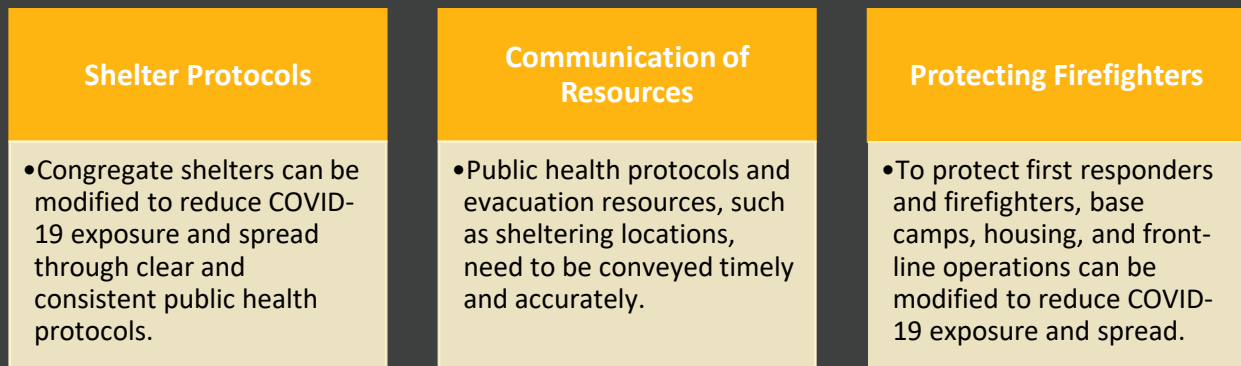 Shelter Protocols
•Congregate shelters can be
modified to reduce COVID-
19 exposure and spread
through clear and
consistent public health
protocols.
Communication of
Resources
•Public health protocols and
evacuation resources, such
as sheltering locations,
need to be conveyed timely
and accurately.
Protecting Firefighters
•To protect first responders
and firefighters, base
camps, housing, and front-
line operations can be
modified to reduce COVID-
19 exposure and spread.